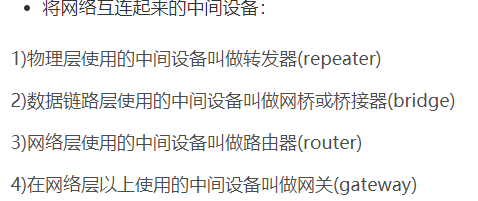 • 将网络互连起来的中间设备：
1)物理层使用的中间设备叫做转发器(repeater)
2)数据链路层使用的中间设备叫做网桥或桥接器(bridge)
3)网络层使用的中间设备叫做路由器(router)
4)在网络层以上使用的中间设备叫做网关(gateway)